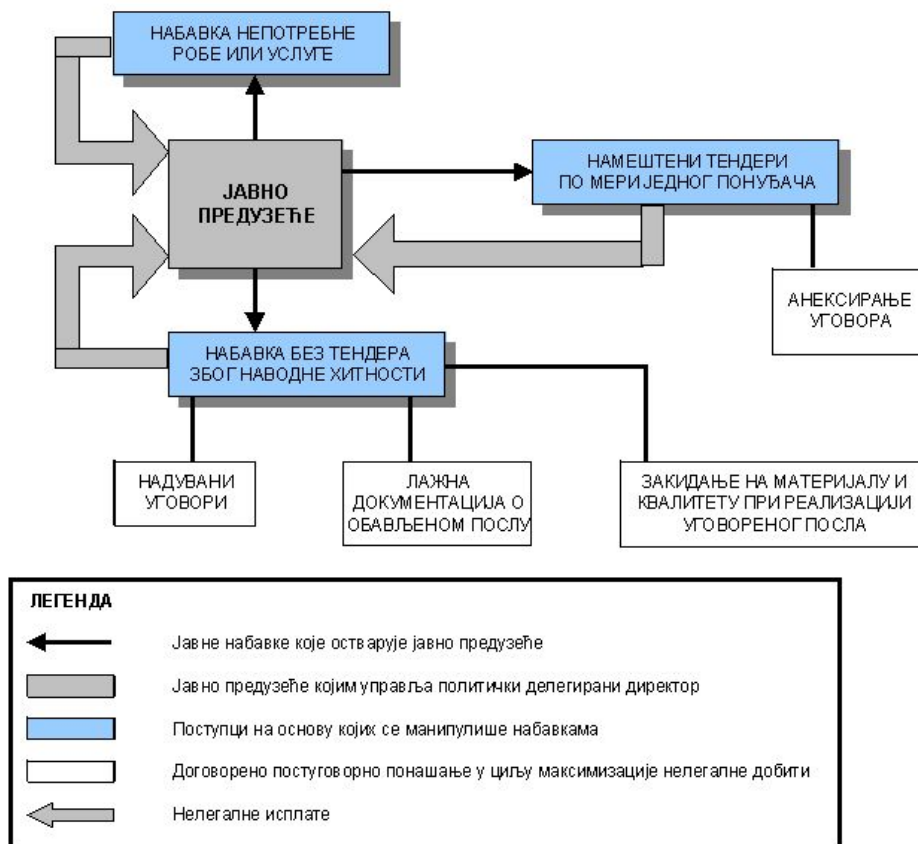 НАБАВКА НЕПОТРЕБНЕ
РОБЕ ИЛИ УСЛУГЕ
ЈАВНО
ПРЕДУЗЕЋЕ
НАМЕШТЕНИ ТЕНДЕРИ
ПО МЕРИ ЈЕДНОГ ПОНУЂАЧА
АНЕКСИРАЊЕ
УГОВОРА
НАБАВКА БЕЗ ТЕНДЕРА
ЗБОГ НАВОДНЕ ХИТНОСТИ
НАДУВАНИ
УГОВОРИ
ЛАЖНА
ДОКУМЕНТАЦИЈА О
ОБАВЉЕНОМ ПОСЛУ
ЗАКИДАЊЕ НА МАТЕРИЈАЛУ И
КВАЛИТЕТУ ПРИ РЕАЛИЗАЦИЈИ
УГОВОРЕНОГ ПОСЛА
ЛЕГЕНДА
Јавне набавке које остварује јавно предузеће
Јавно предузеће којим управља политички делегирани директор
Поступци на основу којих се манипулише набавкама
Договорено постуговорно понашање у циљу максимизације нелегалне добити
Нелегалне исплате